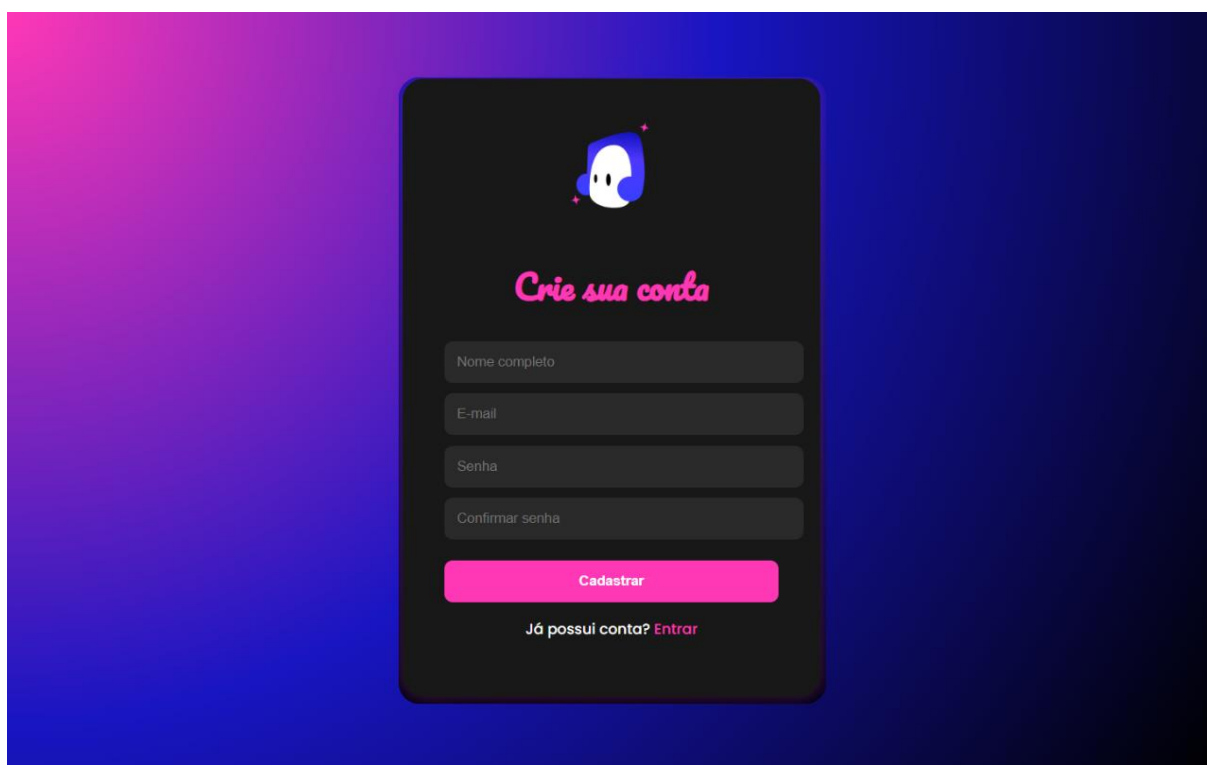 Crie sua conta
Nome completo
E-mail
Senha
Confirmar senha
Cadastrar
Já possui conta? Entrar